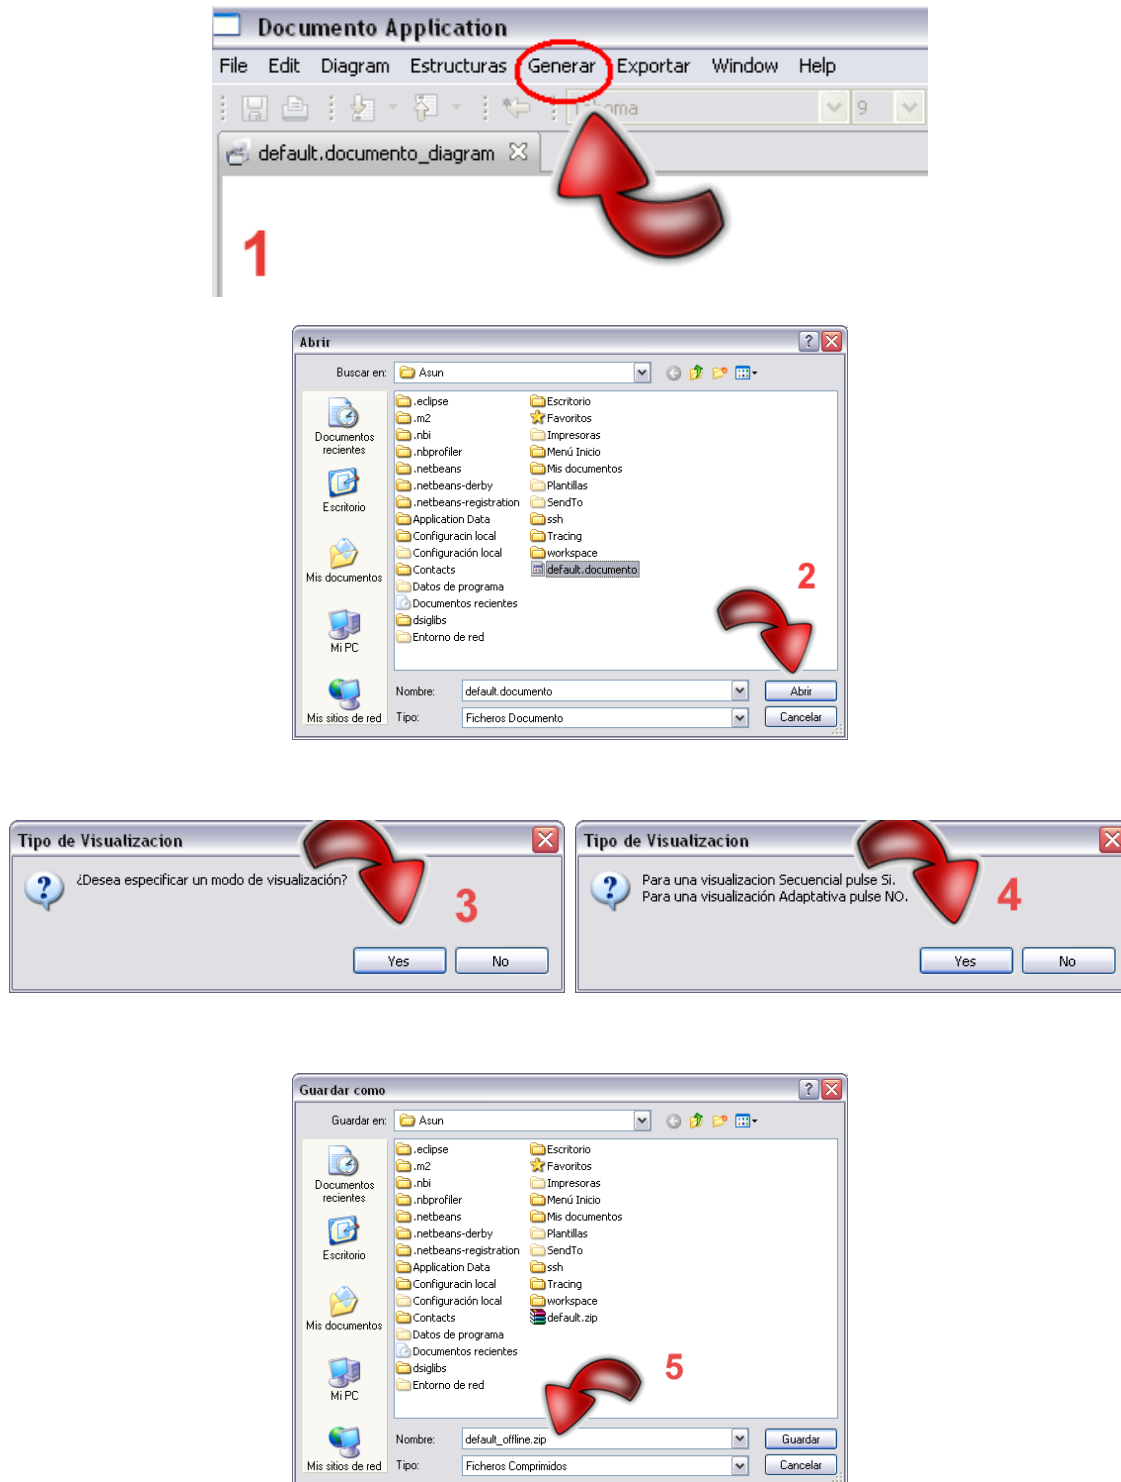 Documento Application
File Edit Diagram Estructuras Generar Exportar Window Help
9
default.documento_diagram
1
Abrir
Buscar en: Asun
.eclipse
.m2
.nbi
.nbprofiler
.netbeans
.netbeans-derby
.netbeans-registration
Application Data
Configuracin local
Configuración local
Contacts
Datos de programa
Documentos recientes
dsiglibs
Entorno de red
Escritorio
Favoritos
Impresoras
Menú Inicio
Mis documentos
Plantillas
SendTo
ssh
Tracing
workspace
default.documento
Documentos
recientes
Escritorio
Mis documentos
Mi PC
Mis sitios de red
2
Nombre: default.documento Abrir
Tipo: Ficheros Documento Cancelar
Tipo de Visualizacion
¿Desea especificar un modo de visualización?
3
Yes No
Tipo de Visualizacion
Para una visualizacion Secuencial pulse Si.
Para una visualización Adaptativa pulse NO.
4
Yes No
Guardar como
Guardar en: Asun
.eclipse
.m2
.nbi
.nbprofiler
.netbeans
.netbeans-derby
.netbeans-registration
Application Data
Configuracin local
Configuración local
Contacts
Datos de programa
Documentos recientes
dsiglibs
Entorno de red
Escritorio
Favoritos
Impresoras
Menú Inicio
Mis documentos
Plantillas
SendTo
ssh
Tracing
workspace
default.zip
Documentos
recientes
Escritorio
Mis documentos
Mi PC
Mis sitios de red
5
Nombre: default_offline.zip Guardar
Tipo: Ficheros Comprimidos Cancelar